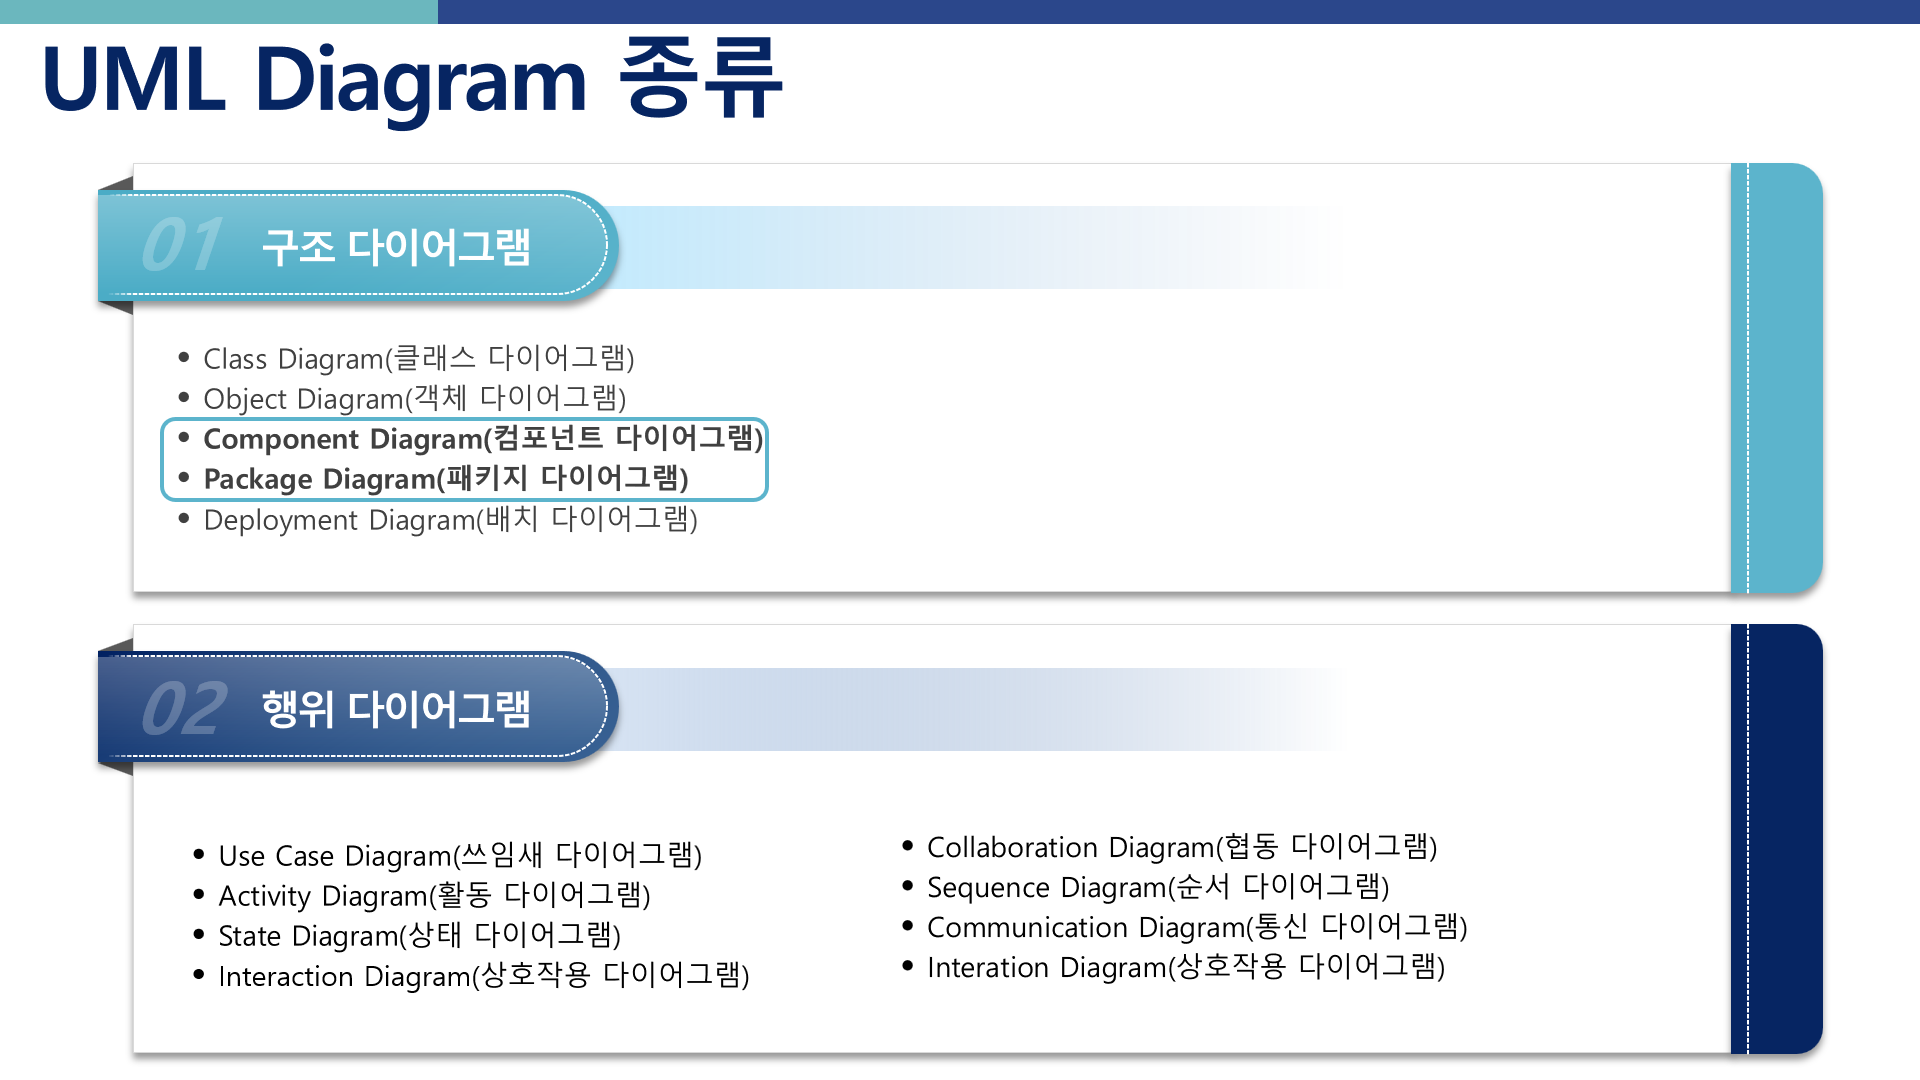 UML Diagram 종류
01 구조 다이어그램
• Class Diagram(클래스 다이어그램)
• Object Diagram(객체 다이어그램)
• Component Diagram(컴포넌트 다이어그램)
• Package Diagram(패키지 다이어그램)
• Deployment Diagram(배치 다이어그램)
02 행위 다이어그램
• Use Case Diagram(쓰임새 다이어그램)
• Activity Diagram(활동 다이어그램)
• State Diagram(상태 다이어그램)
• Interaction Diagram(상호작용 다이어그램)
• Collaboration Diagram(협동 다이어그램)
• Sequence Diagram(순서 다이어그램)
• Communication Diagram(통신 다이어그램)
• Interation Diagram(상호작용 다이어그램)